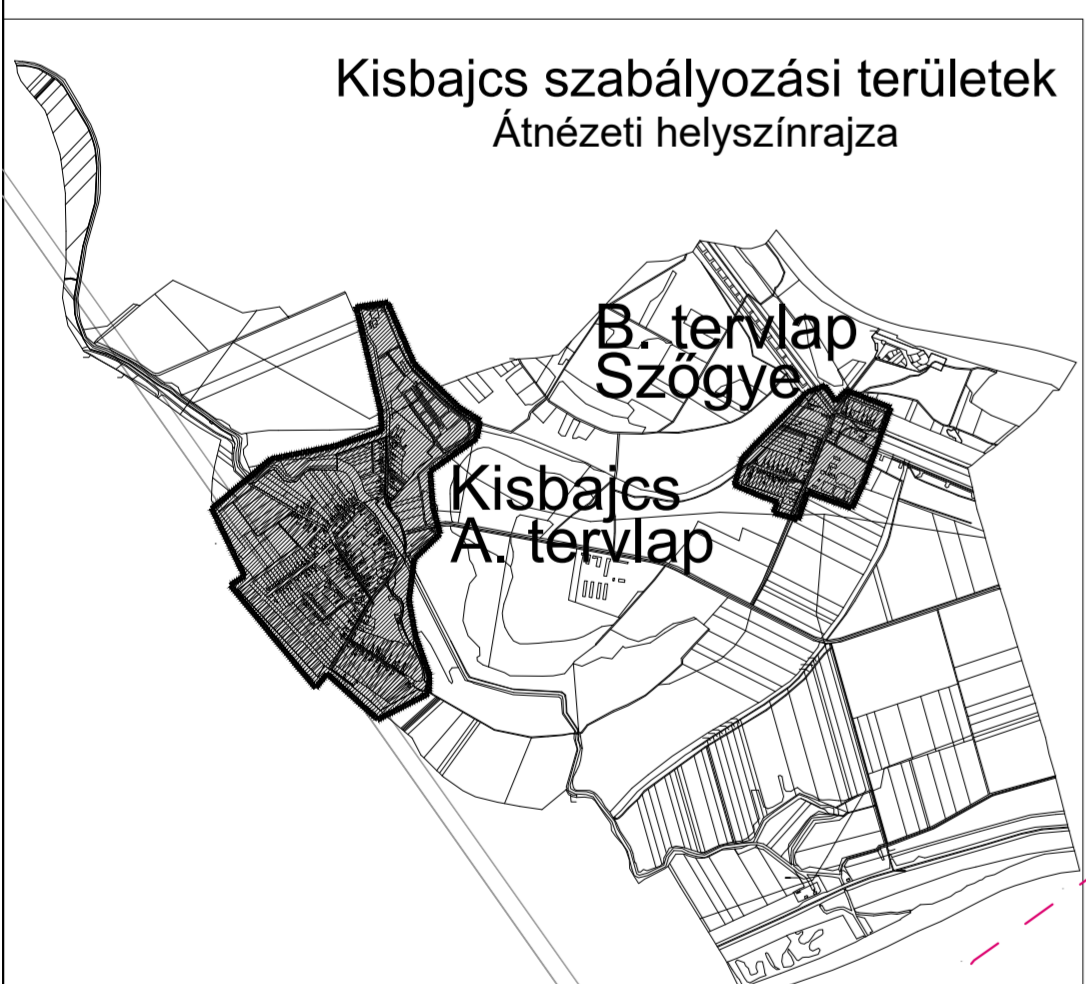 Kisbajcs szabályozási területek
Átnézeti helyszínrajza
B. tervlap
Szőgye
Kisbajcs
A. tervlap